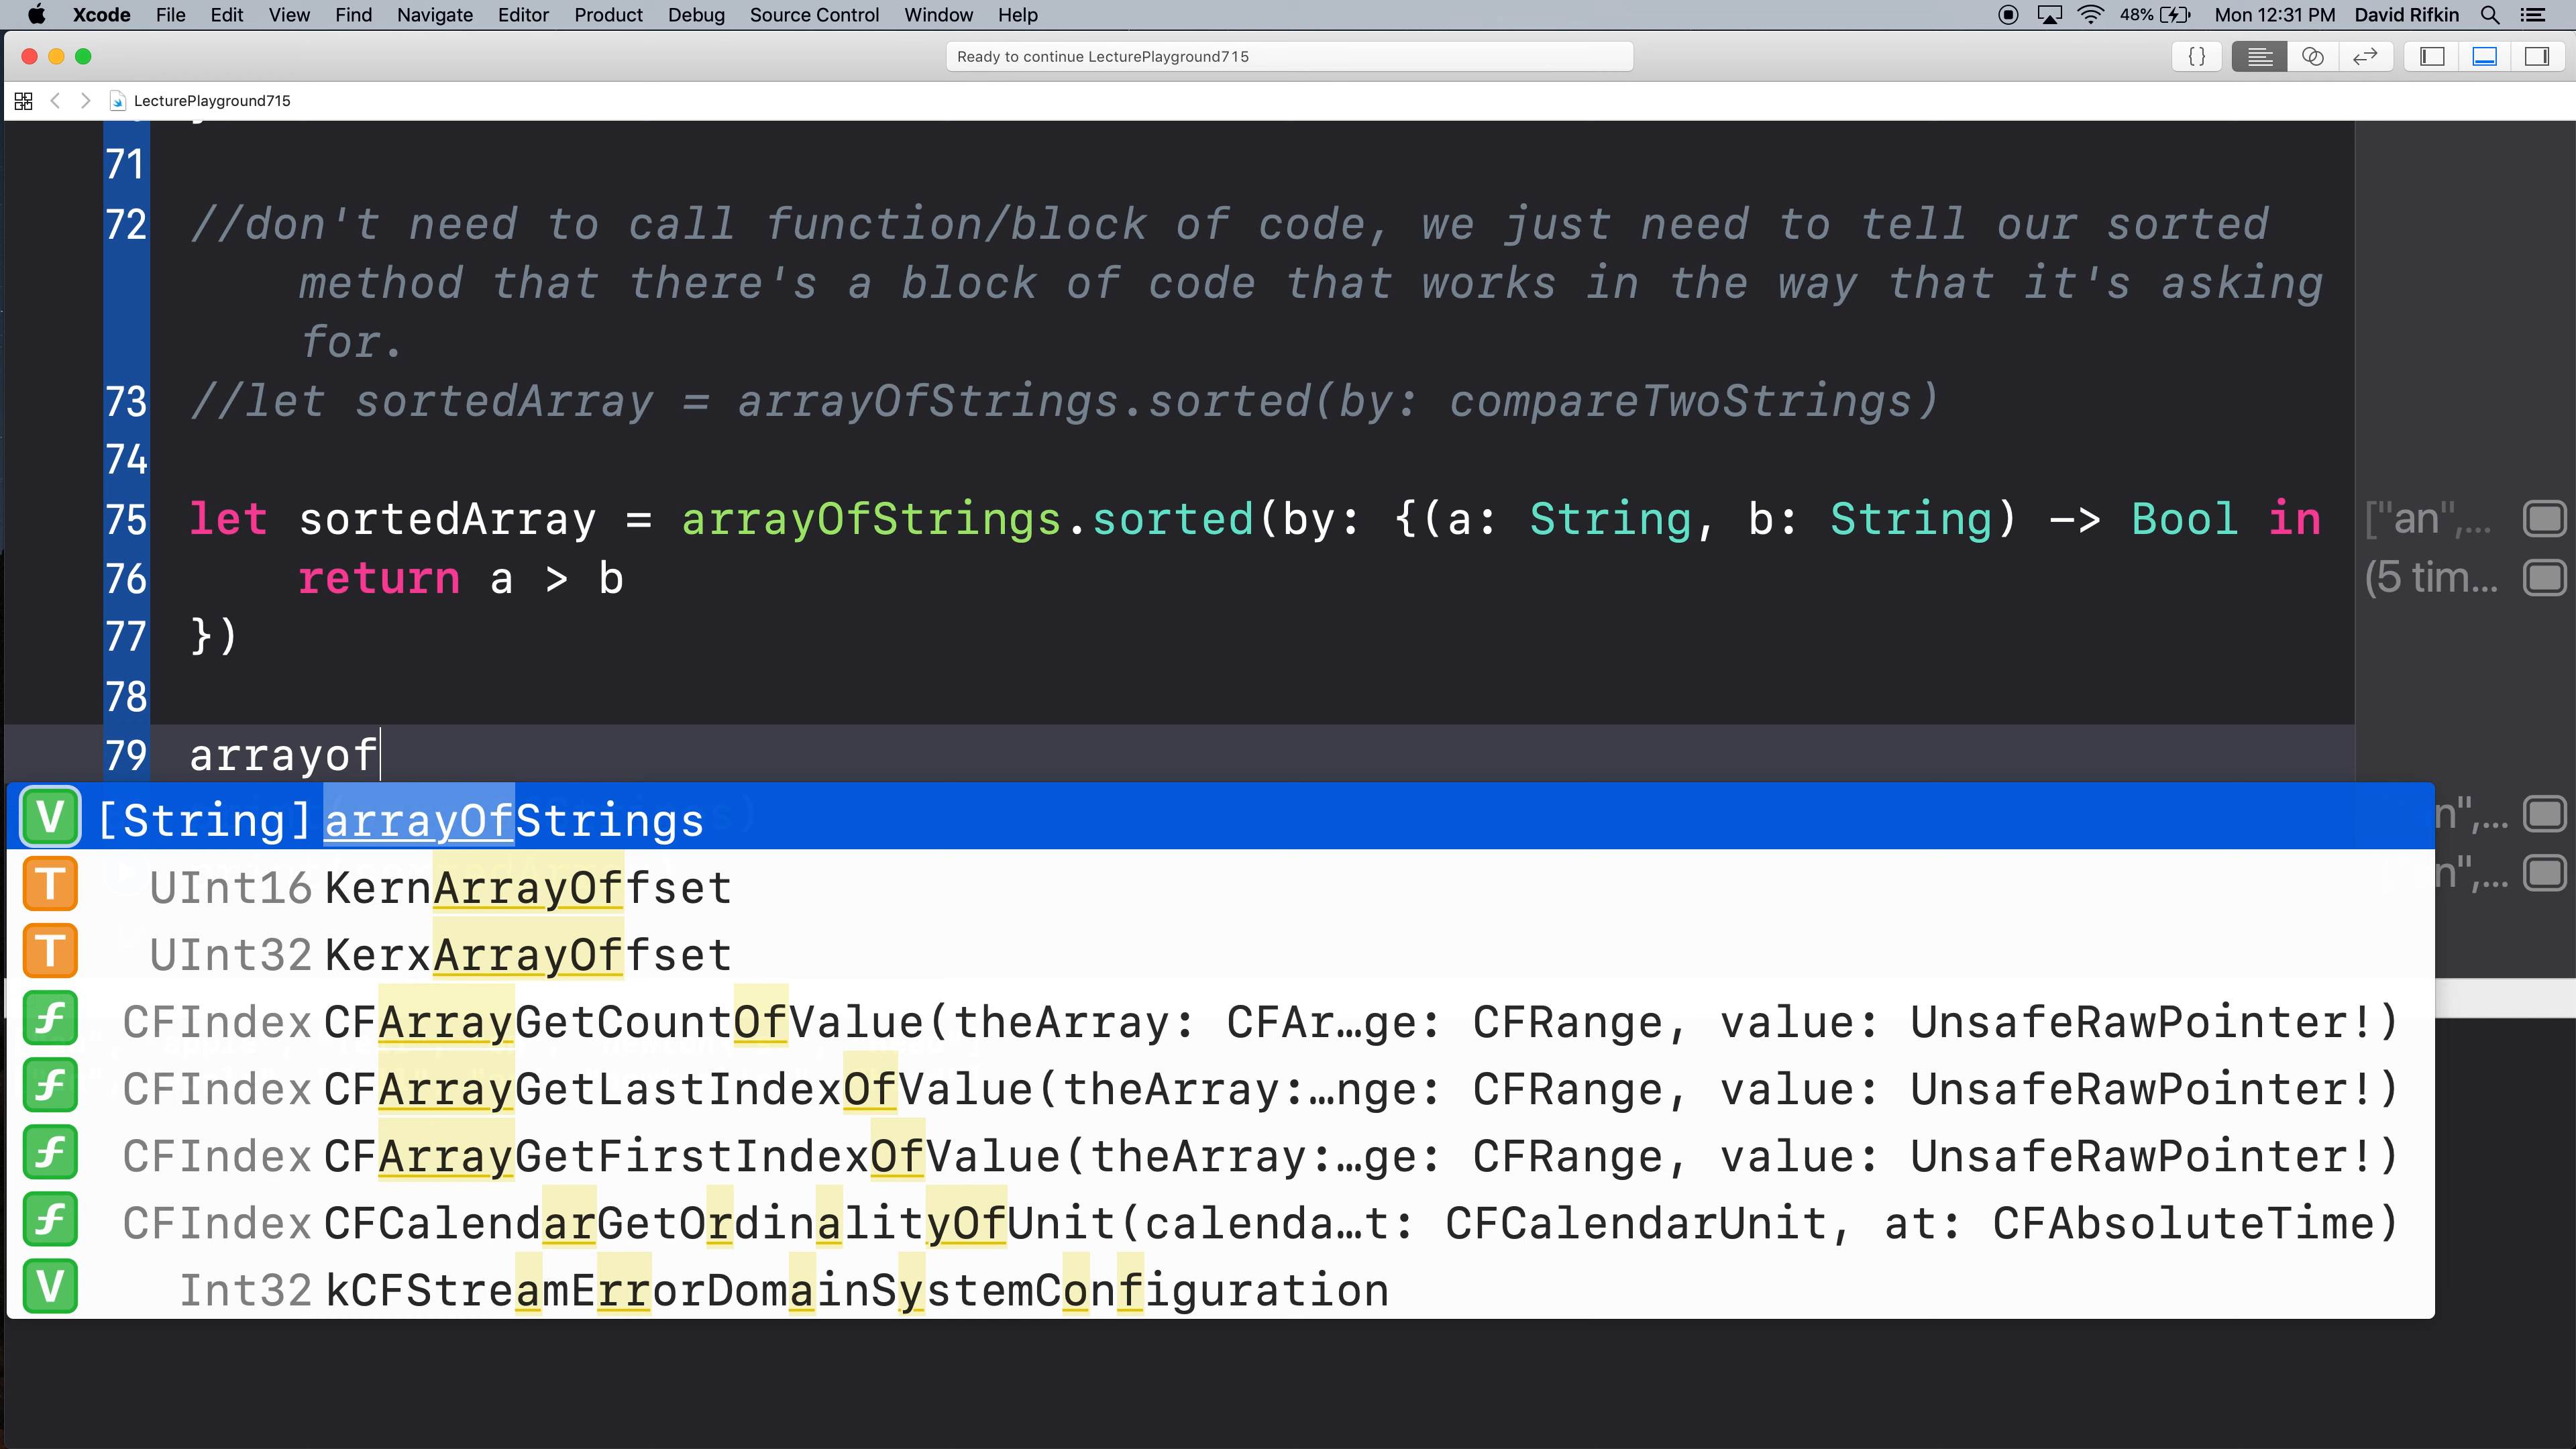 Xcode File Edit View Find Navigate Editor Product Debug Source Control Window Help 48% Mon 12:31 PM David Rifkin
Ready to continue LecturePlayground715 {}
LecturePlayground715
71
72 //don't need to call function/block of code, we just need to tell our sorted
method that there's a block of code that works in the way that it's asking
for.
73 //let sortedArray = arrayOfStrings.sorted(by: compareTwoStrings)
74
75 let sortedArray = arrayOfStrings.sorted(by: {(a: String, b: String) -> Bool in ["an",...
76 return a > b (5 tim...
77 })
78
79 arrayof
V [String] arrayOfStrings
T UInt16 KernArrayOffset n",...
T UInt32 KerxArrayOffset
f CFIndex CFArrayGetCountOfValue(theArray: CFAr…ge: CFRange, value: UnsafeRawPointer!)
f CFIndex CFArrayGetLastIndexOfValue(theArray:…nge: CFRange, value: UnsafeRawPointer!)
f CFIndex CFArrayGetFirstIndexOfValue(theArray:…ge: CFRange, value: UnsafeRawPointer!)
f CFIndex CFCalendarGetOrdinalityOfUnit(calenda…t: CFCalendarUnit, at: CFAbsoluteTime)
V Int32 kCFStreamErrorDomainSystemConfiguration